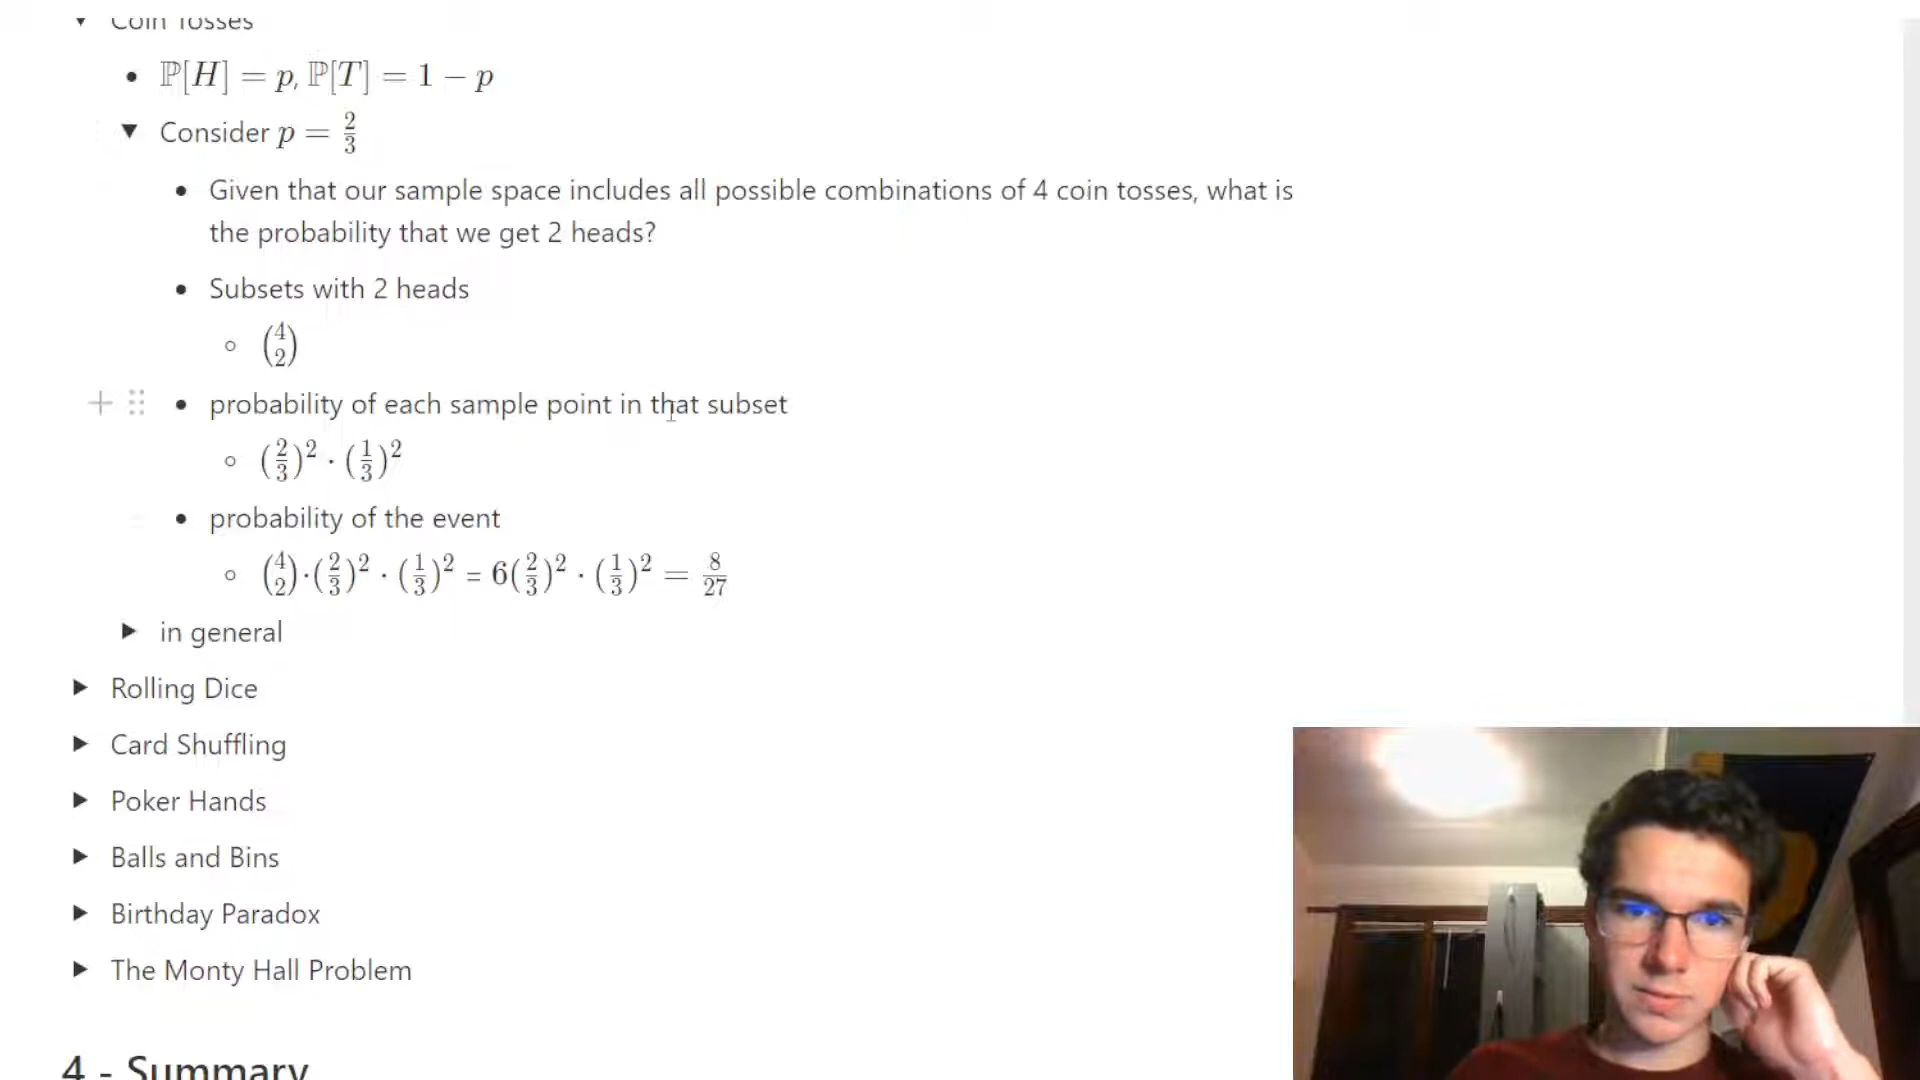 Coin Tosses
ℙ[H] = p, ℙ[T] = 1 − p
Consider p = 2/3
Given that our sample space includes all possible combinations of 4 coin tosses, what is
the probability that we get 2 heads?
Subsets with 2 heads
(4 2)
probability of each sample point in that subset
(2/3)² · (1/3)²
probability of the event
(4 2)·(2/3)² · (1/3)² = 6(2/3)² · (1/3)² = 8/27
in general
Rolling Dice
Card Shuffling
Poker Hands
Balls and Bins
Birthday Paradox
The Monty Hall Problem
4 - Summary